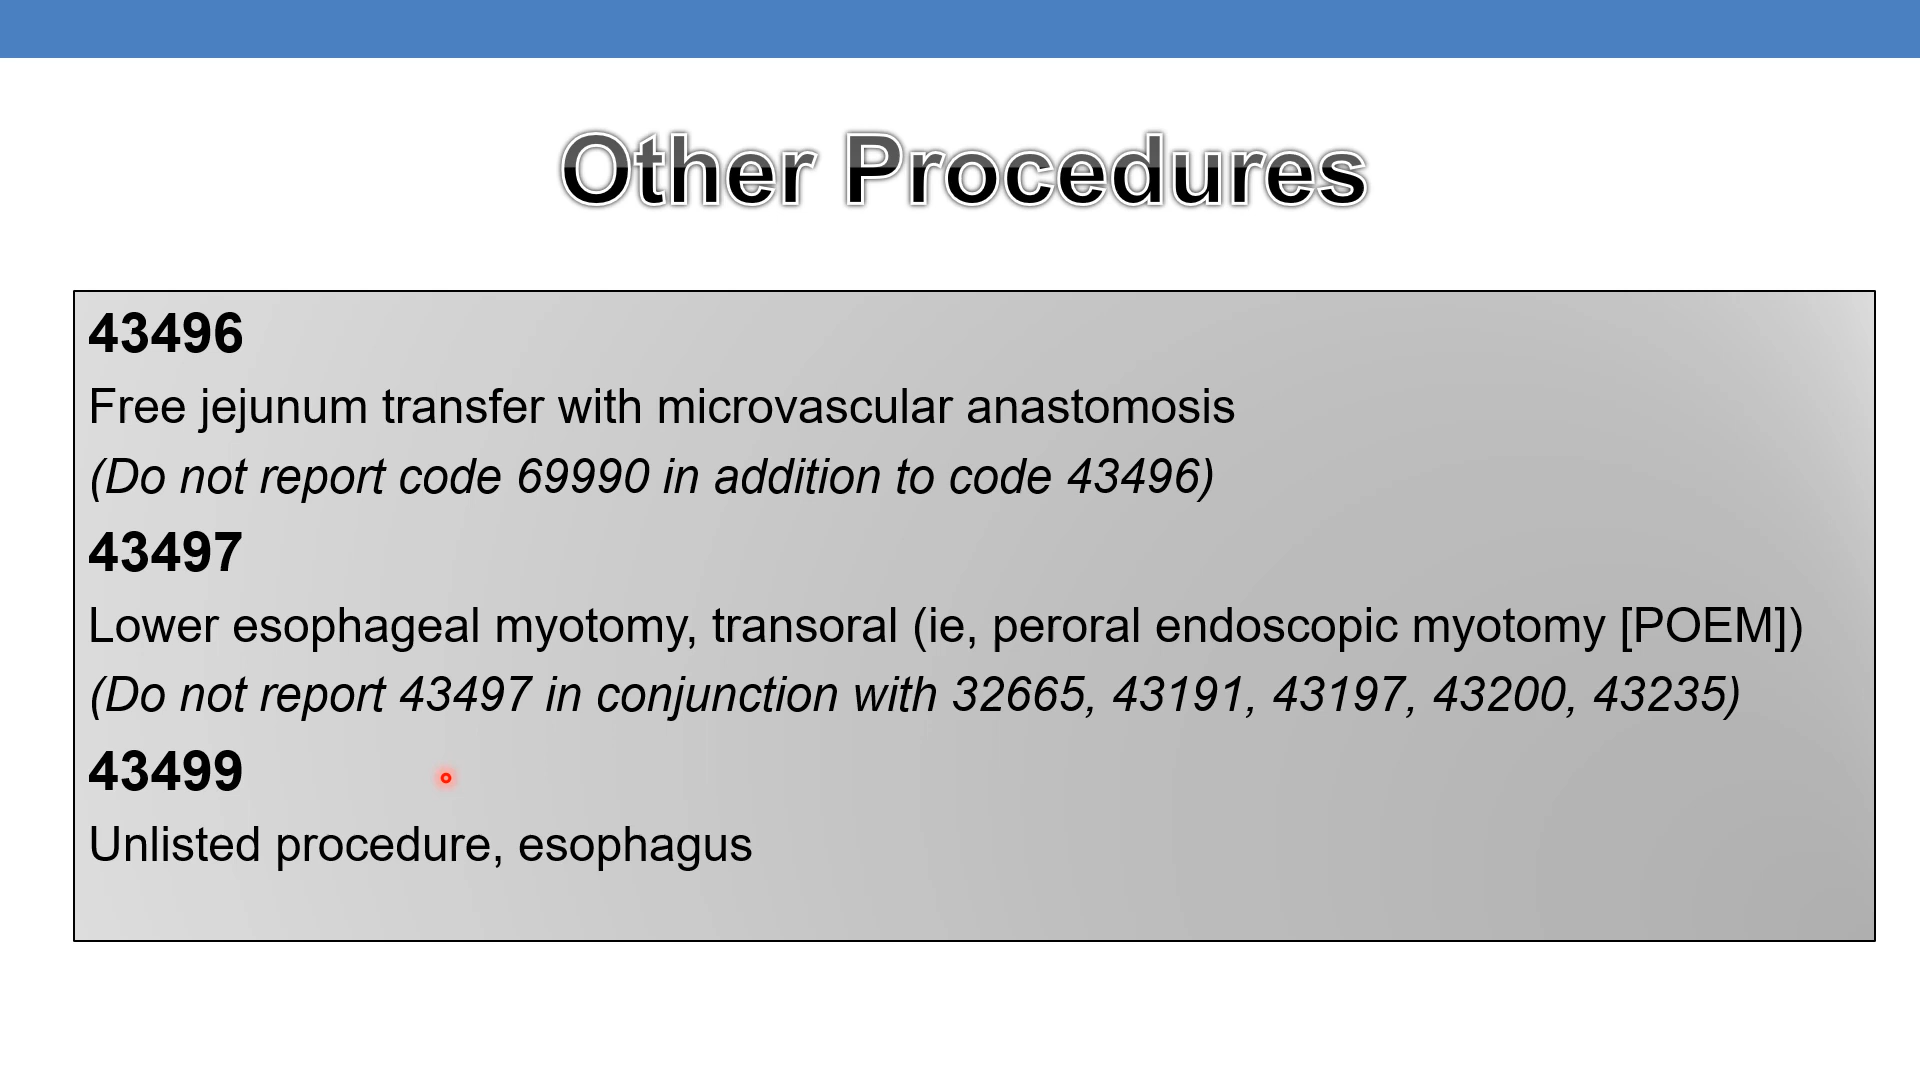 Other Procedures
43496
Free jejunum transfer with microvascular anastomosis
(Do not report code 69990 in addition to code 43496)
43497
Lower esophageal myotomy, transoral (ie, peroral endoscopic myotomy [POEM])
(Do not report 43497 in conjunction with 32665, 43191, 43197, 43200, 43235)
43499
Unlisted procedure, esophagus